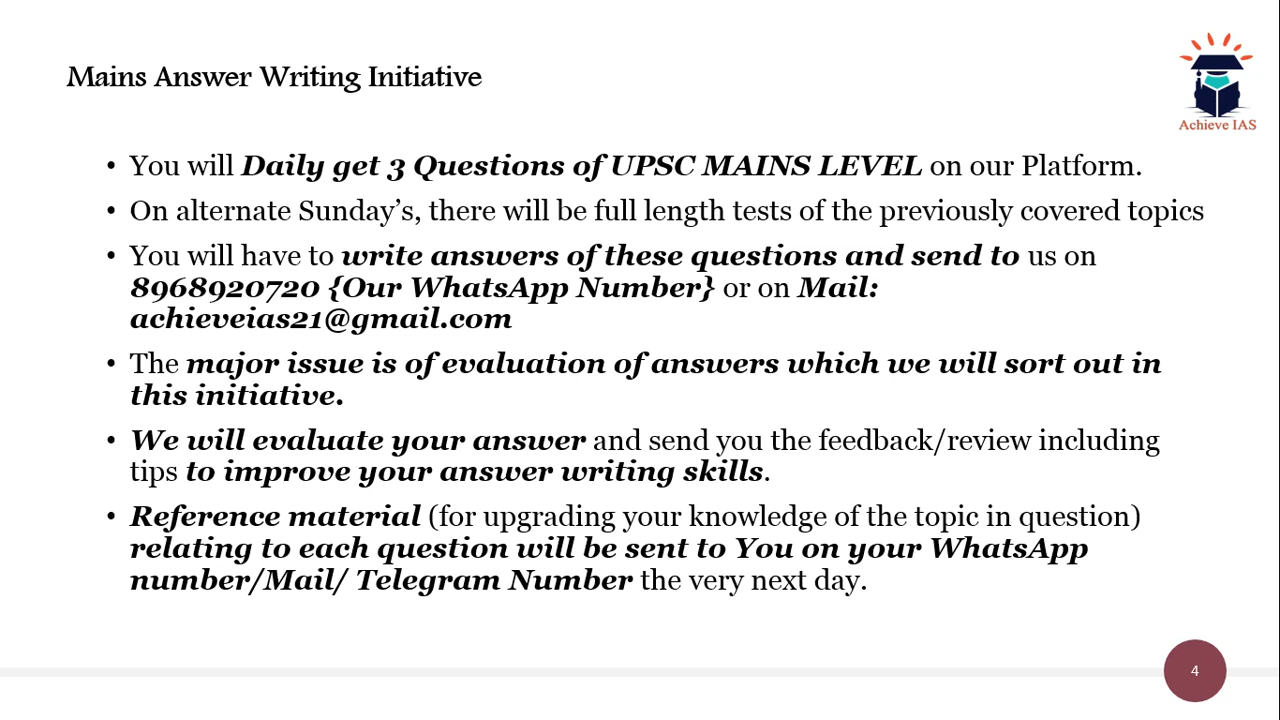 Mains Answer Writing Initiative
Achieve IAS
• You will Daily get 3 Questions of UPSC MAINS LEVEL on our Platform.
• On alternate Sunday’s, there will be full length tests of the previously covered topics
• You will have to write answers of these questions and send to us on
8968920720 {Our WhatsApp Number} or on Mail:
achieveias21@gmail.com
• The major issue is of evaluation of answers which we will sort out in
this initiative.
• We will evaluate your answer and send you the feedback/review including
tips to improve your answer writing skills.
• Reference material (for upgrading your knowledge of the topic in question)
relating to each question will be sent to You on your WhatsApp
number/Mail/ Telegram Number the very next day.
4